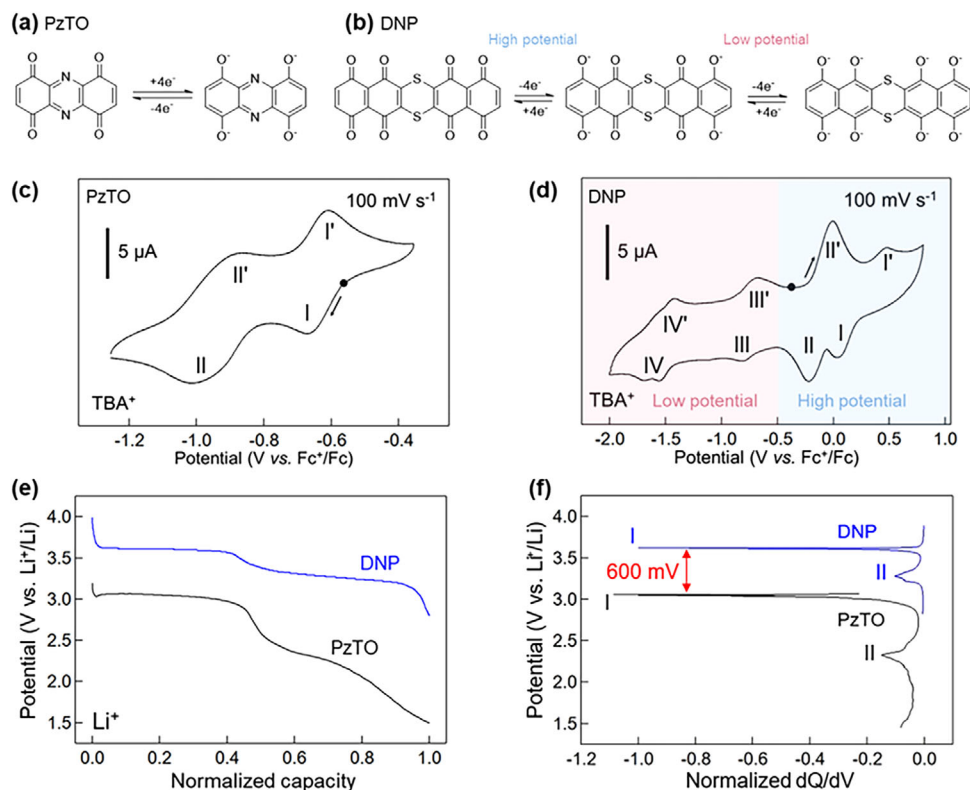 (a) PzTO
O O
N
N
O O
+4e⁻
-4e⁻
O⁻ O⁻
N
N
O⁻ O⁻
(b) DNP
High potential
Low potential
O O O O
S
S
O O O O
-4e⁻
+4e⁻
O⁻ O O O⁻
S
S
O⁻ O O O⁻
-4e⁻
+4e⁻
O⁻ O⁻ O⁻ O⁻
S
S
O⁻ O⁻ O⁻ O⁻
(c)
PzTO
100 mV s⁻¹
5 µA
I'
II'
I
II
TBA⁺
-1.2 -1.0 -0.8 -0.6 -0.4
Potential (V vs. Fc⁺/Fc)
(d)
DNP
100 mV s⁻¹
5 µA
II'
I'
III'
IV'
I
II
III
IV
TBA⁺
Low potential
High potential
-2.0 -1.5 -1.0 -0.5 0.0 0.5 1.0
Potential (V vs. Fc⁺/Fc)
(e)
Potential (V vs. Li⁺/Li)
4.0
3.5
3.0
2.5
2.0
1.5
DNP
PzTO
Li⁺
0.0 0.2 0.4 0.6 0.8 1.0
Normalized capacity
(f)
Potential (V vs. Li⁺/Li)
4.0
3.5
3.0
2.5
2.0
1.5
I
DNP
II
600 mV
I
PzTO
II
-1.2 -1.0 -0.8 -0.6 -0.4 -0.2 0.0
Normalized dQ/dV